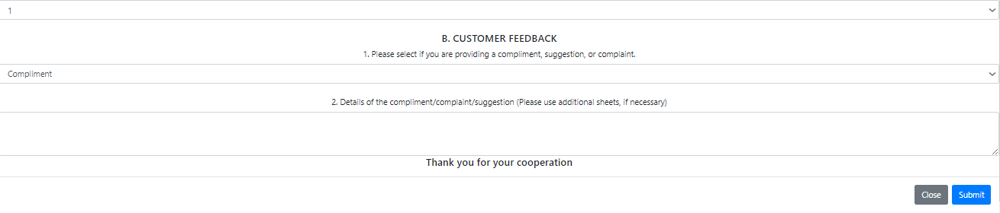 1
B. CUSTOMER FEEDBACK
1. Please select if you are providing a compliment, suggestion, or complaint.
Compliment
2. Details of the compliment/complaint/suggestion (Please use additional sheets, if necessary)
Thank you for your cooperation
Close Submit